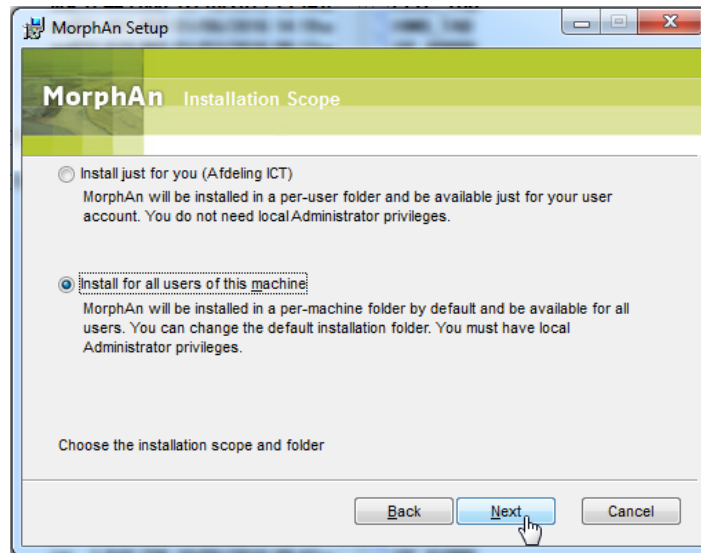 MorphAn Setup
MorphAn Installation Scope
Install just for you (Afdeling ICT)
MorphAn will be installed in a per-user folder and be available just for your user
account. You do not need local Administrator privileges.
Install for all users of this machine
MorphAn will be installed in a per-machine folder by default and be available for all
users. You can change the default installation folder. You must have local
Administrator privileges.
Choose the installation scope and folder
Back Next Cancel